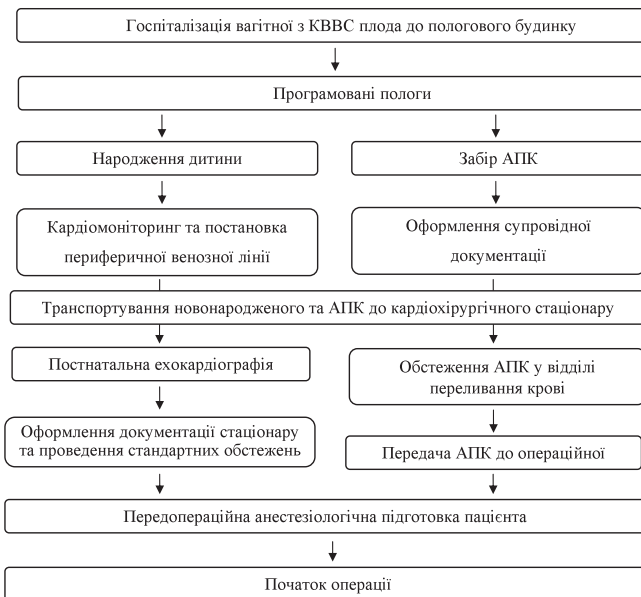 Госпіталізація вагітної з КВВС плода до пологового будинку
Програмовані пологи
Народження дитини
Забір АПК
Кардіомоніторинг та постановка
периферичної венозної лінії
Оформлення супровідної
документації
Транспортування новонародженого та АПК до кардіохірургічного стаціонару
Постнатальна ехокардіографія
Обстеження АПК у відділі
переливання крові
Оформлення документації стаціонару
та проведення стандартних обстежень
Передача АПК до операційної
Передопераційна анестезіологічна підготовка пацієнта
Початок операції